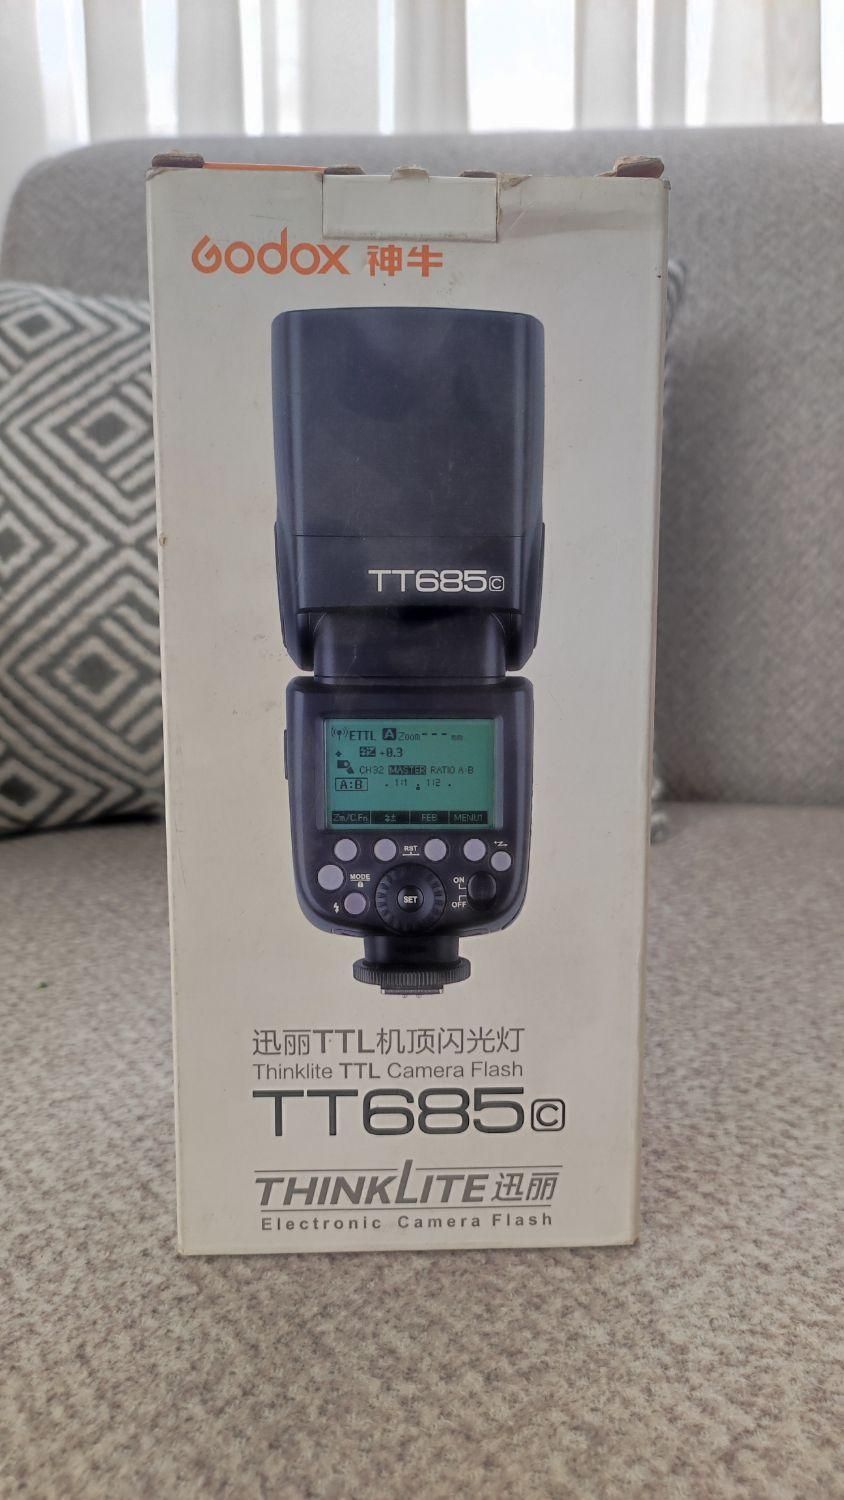 Godox 神牛
TT685 C
ETTL A Zoom --- mm
+0.3
CH32 MASTER RATIO A:B
A:B 1:1 1:2
Zm/C.Fn FEB MENU1
RST
MODE
SET
ON
OFF
迅丽TTL机顶闪光灯
Thinklite TTL Camera Flash
TT685 C
THINKLITE 迅丽
Electronic Camera Flash